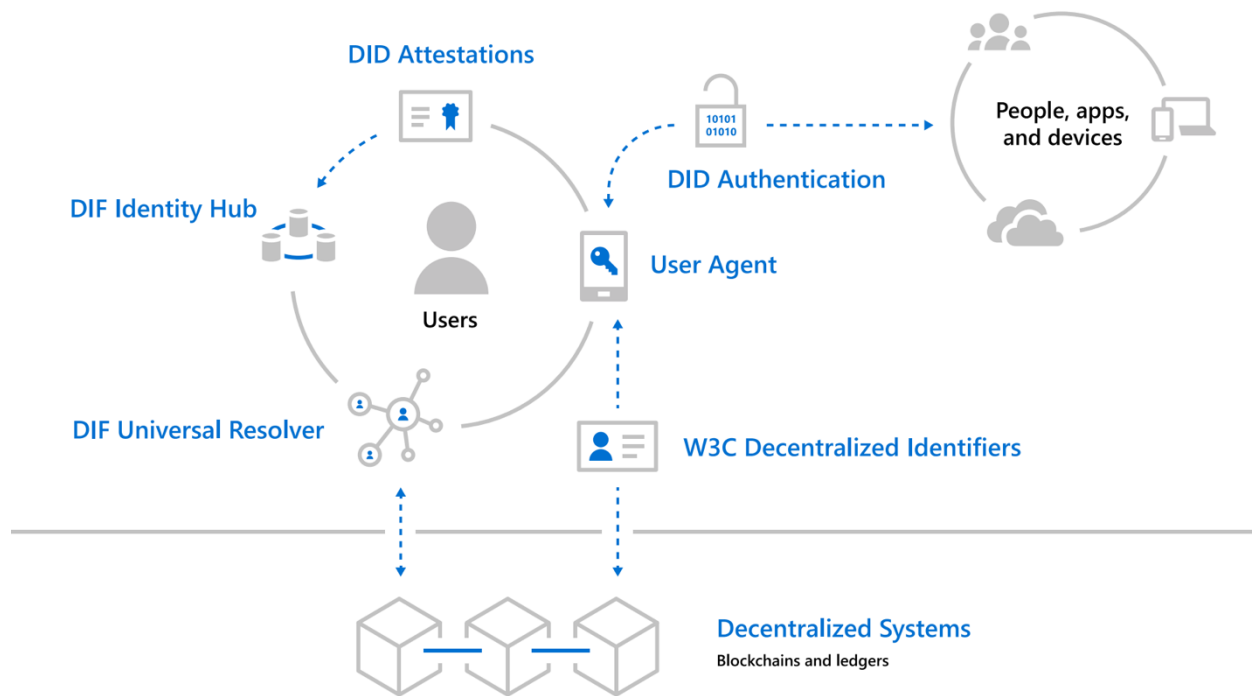 DID Attestations
10101
01010
People, apps,
and devices
DID Authentication
DIF Identity Hub
User Agent
Users
DIF Universal Resolver
W3C Decentralized Identifiers
Decentralized Systems
Blockchains and ledgers